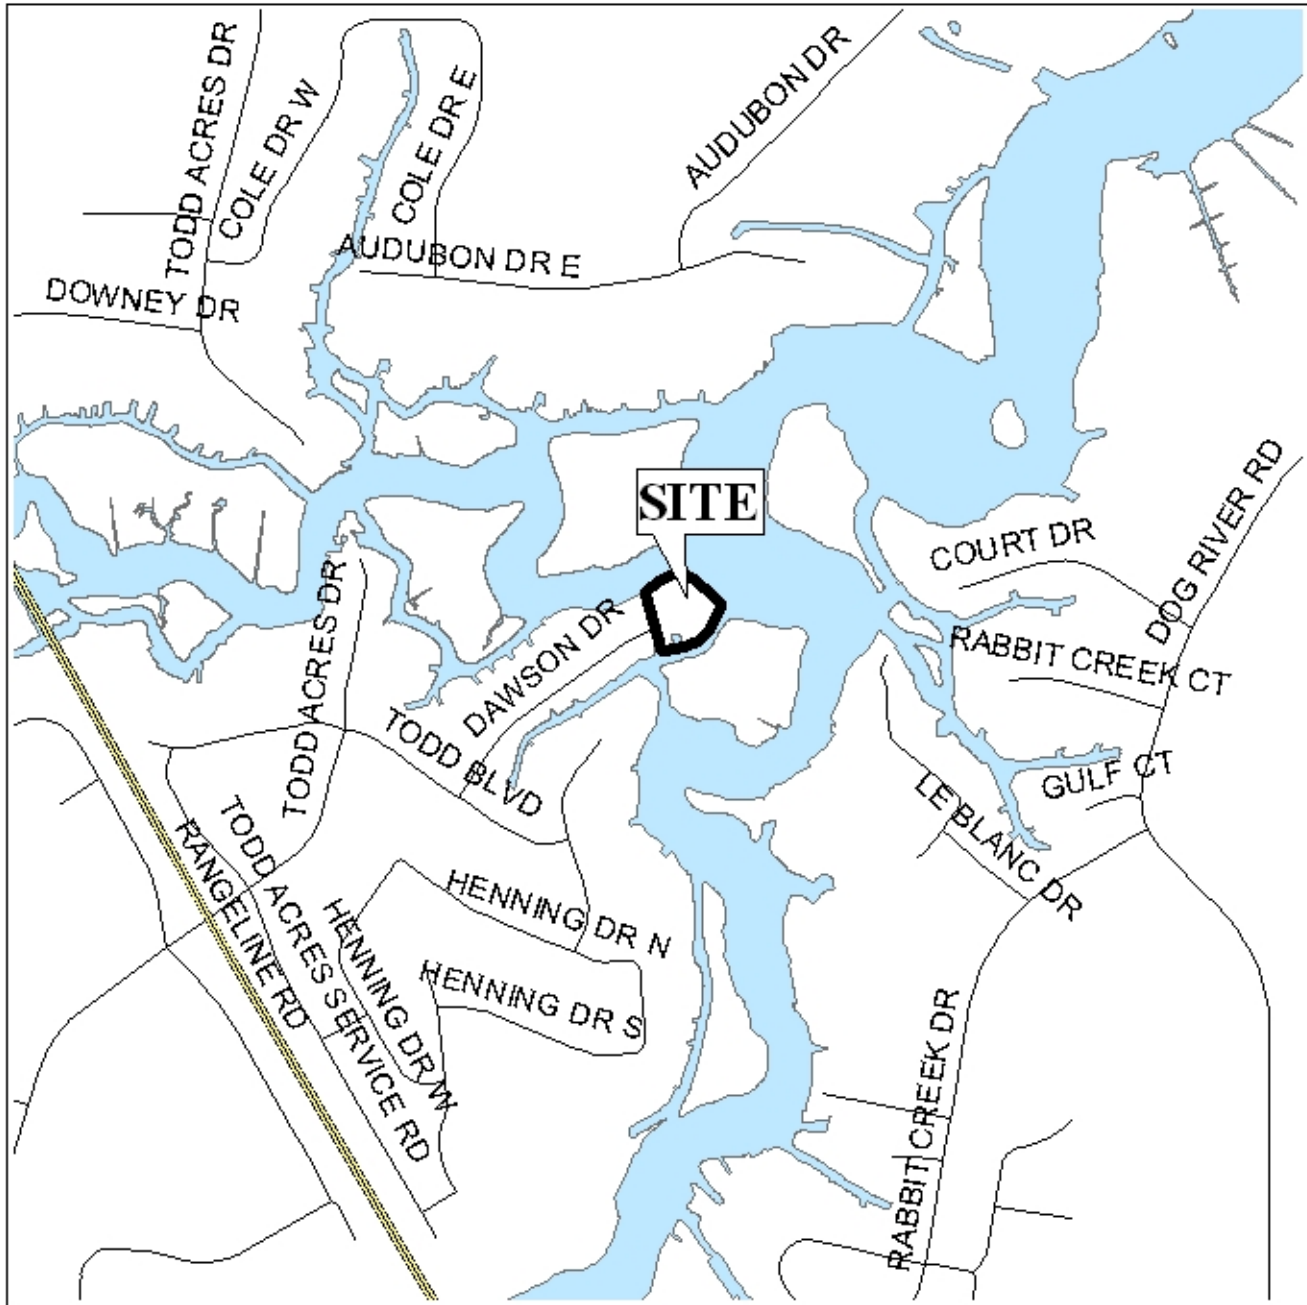 TODD ACRES DR
COLE DR W
COLE DR E
AUDUBON DR
AUDUBON DR E
DOWNEY DR
SITE
COURT DR
DOG RIVER RD
RABBIT CREEK CT
TODD ACRES DR
DAWSON DR
TODD BLVD
GULF CT
LE BLANC DR
RANGELINE RD
TODD ACRES SERVICE RD
HENNING DR W
HENNING DR N
HENNING DR S
RABBIT CREEK DR